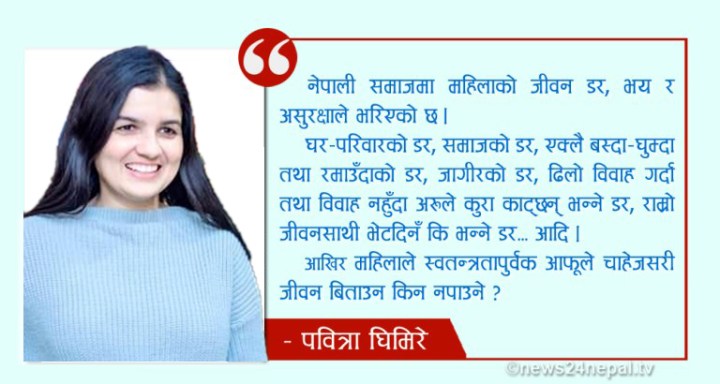 नेपाली समाजमा महिलाको जीवन डर, भय र
असुरक्षाले भरिएको छ ।
घर-परिवारको डर, समाजको डर, एक्लै बस्दा-घुम्दा
तथा रमाउँदाको डर, जागीरको डर, ढिलो विवाह गर्दा
तथा विवाह नहुँदा अरूले कुरा काट्छन् भन्ने डर, राम्रो
जीवनसाथी भेटदिनँ कि भन्ने डर... आदि ।
आखिर महिलाले स्वतन्त्रतापुर्वक आफूले चाहेजसरी
जीवन बिताउन किन नपाउने ?
- पवित्रा घिमिरे
©news24nepal.tv